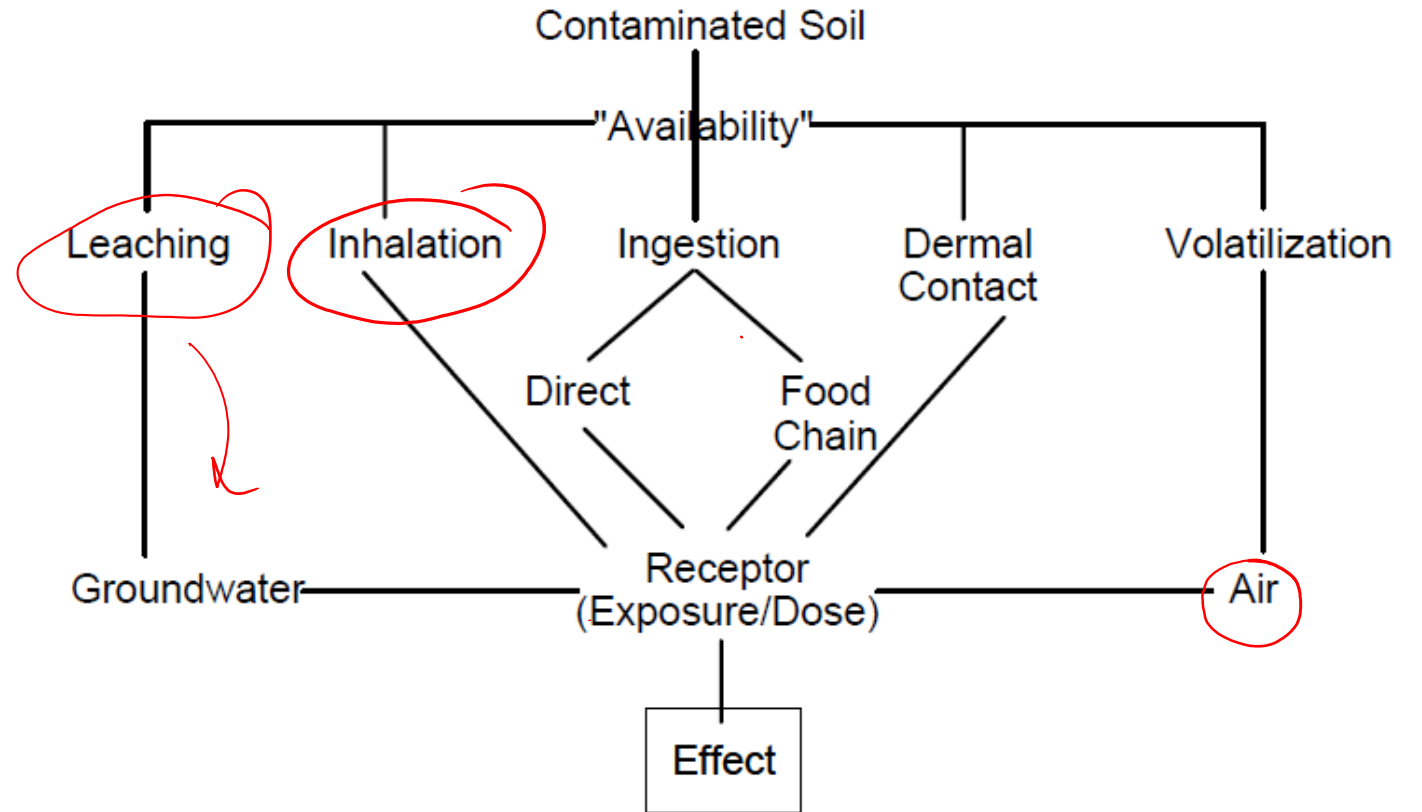 Contaminated Soil
"Availability"
Leaching
Inhalation
Ingestion
Dermal
Contact
Volatilization
Direct
Food
Chain
Groundwater
Receptor
(Exposure/Dose)
Air
Effect